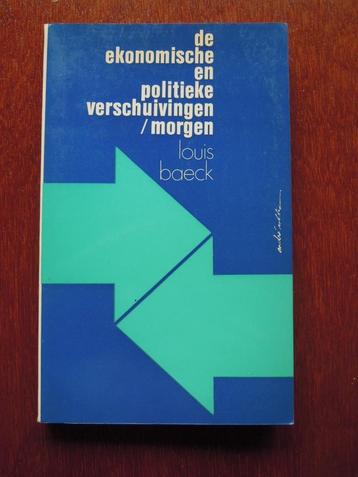 de
ekonomische
en
politieke
verschuivingen
/morgen
louis
baeck